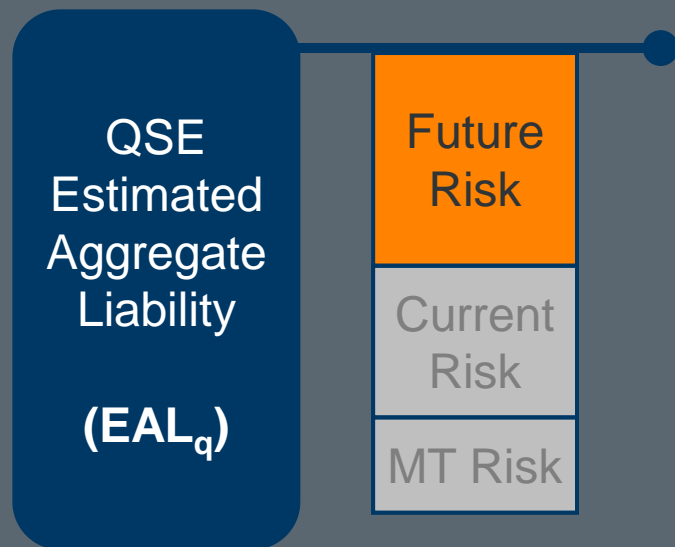 QSE
Estimated
Aggregate
Liability
(EALq)
Future
Risk
Current
Risk
MT Risk